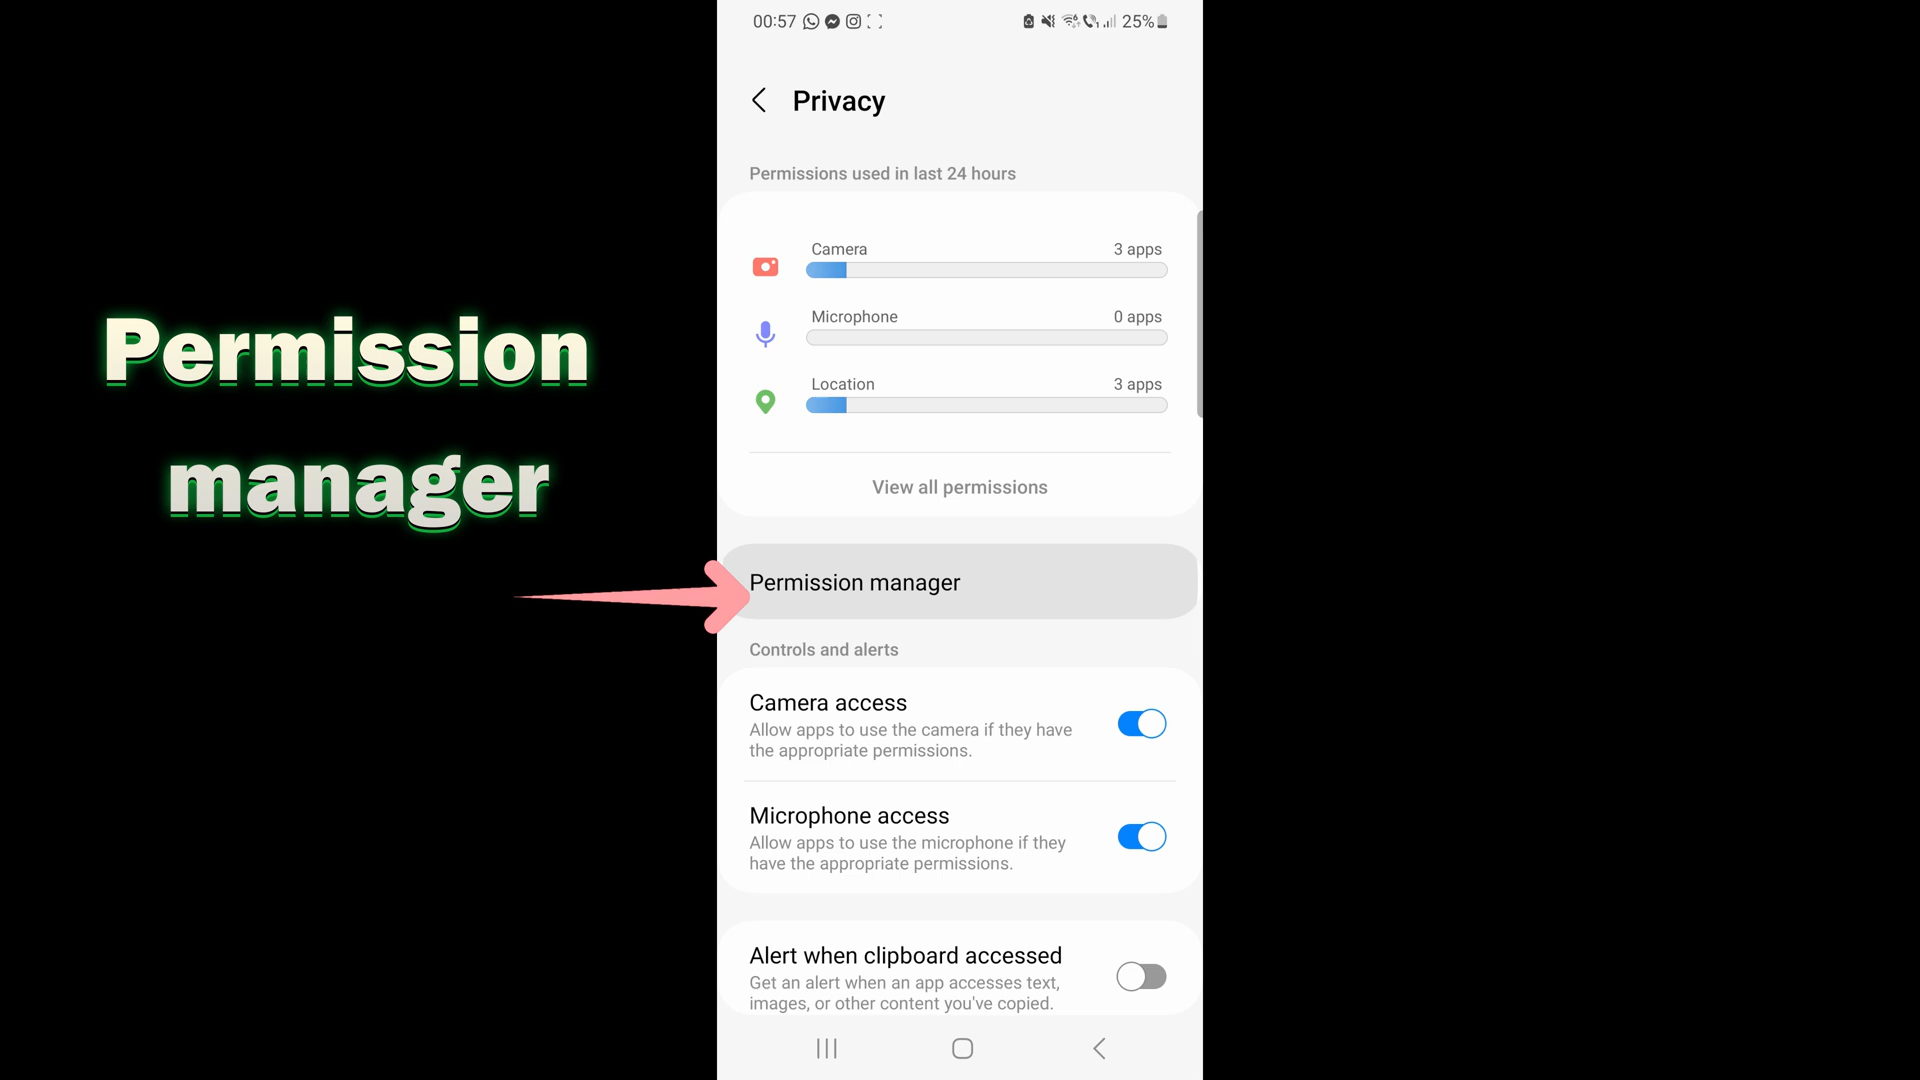 00:57
25%
Privacy
Permissions used in last 24 hours
Camera 3 apps
Microphone 0 apps
Location 3 apps
View all permissions
Permission
manager
Permission manager
Controls and alerts
Camera access
Allow apps to use the camera if they have
the appropriate permissions.
Microphone access
Allow apps to use the microphone if they
have the appropriate permissions.
Alert when clipboard accessed
Get an alert when an app accesses text,
images, or other content you've copied.